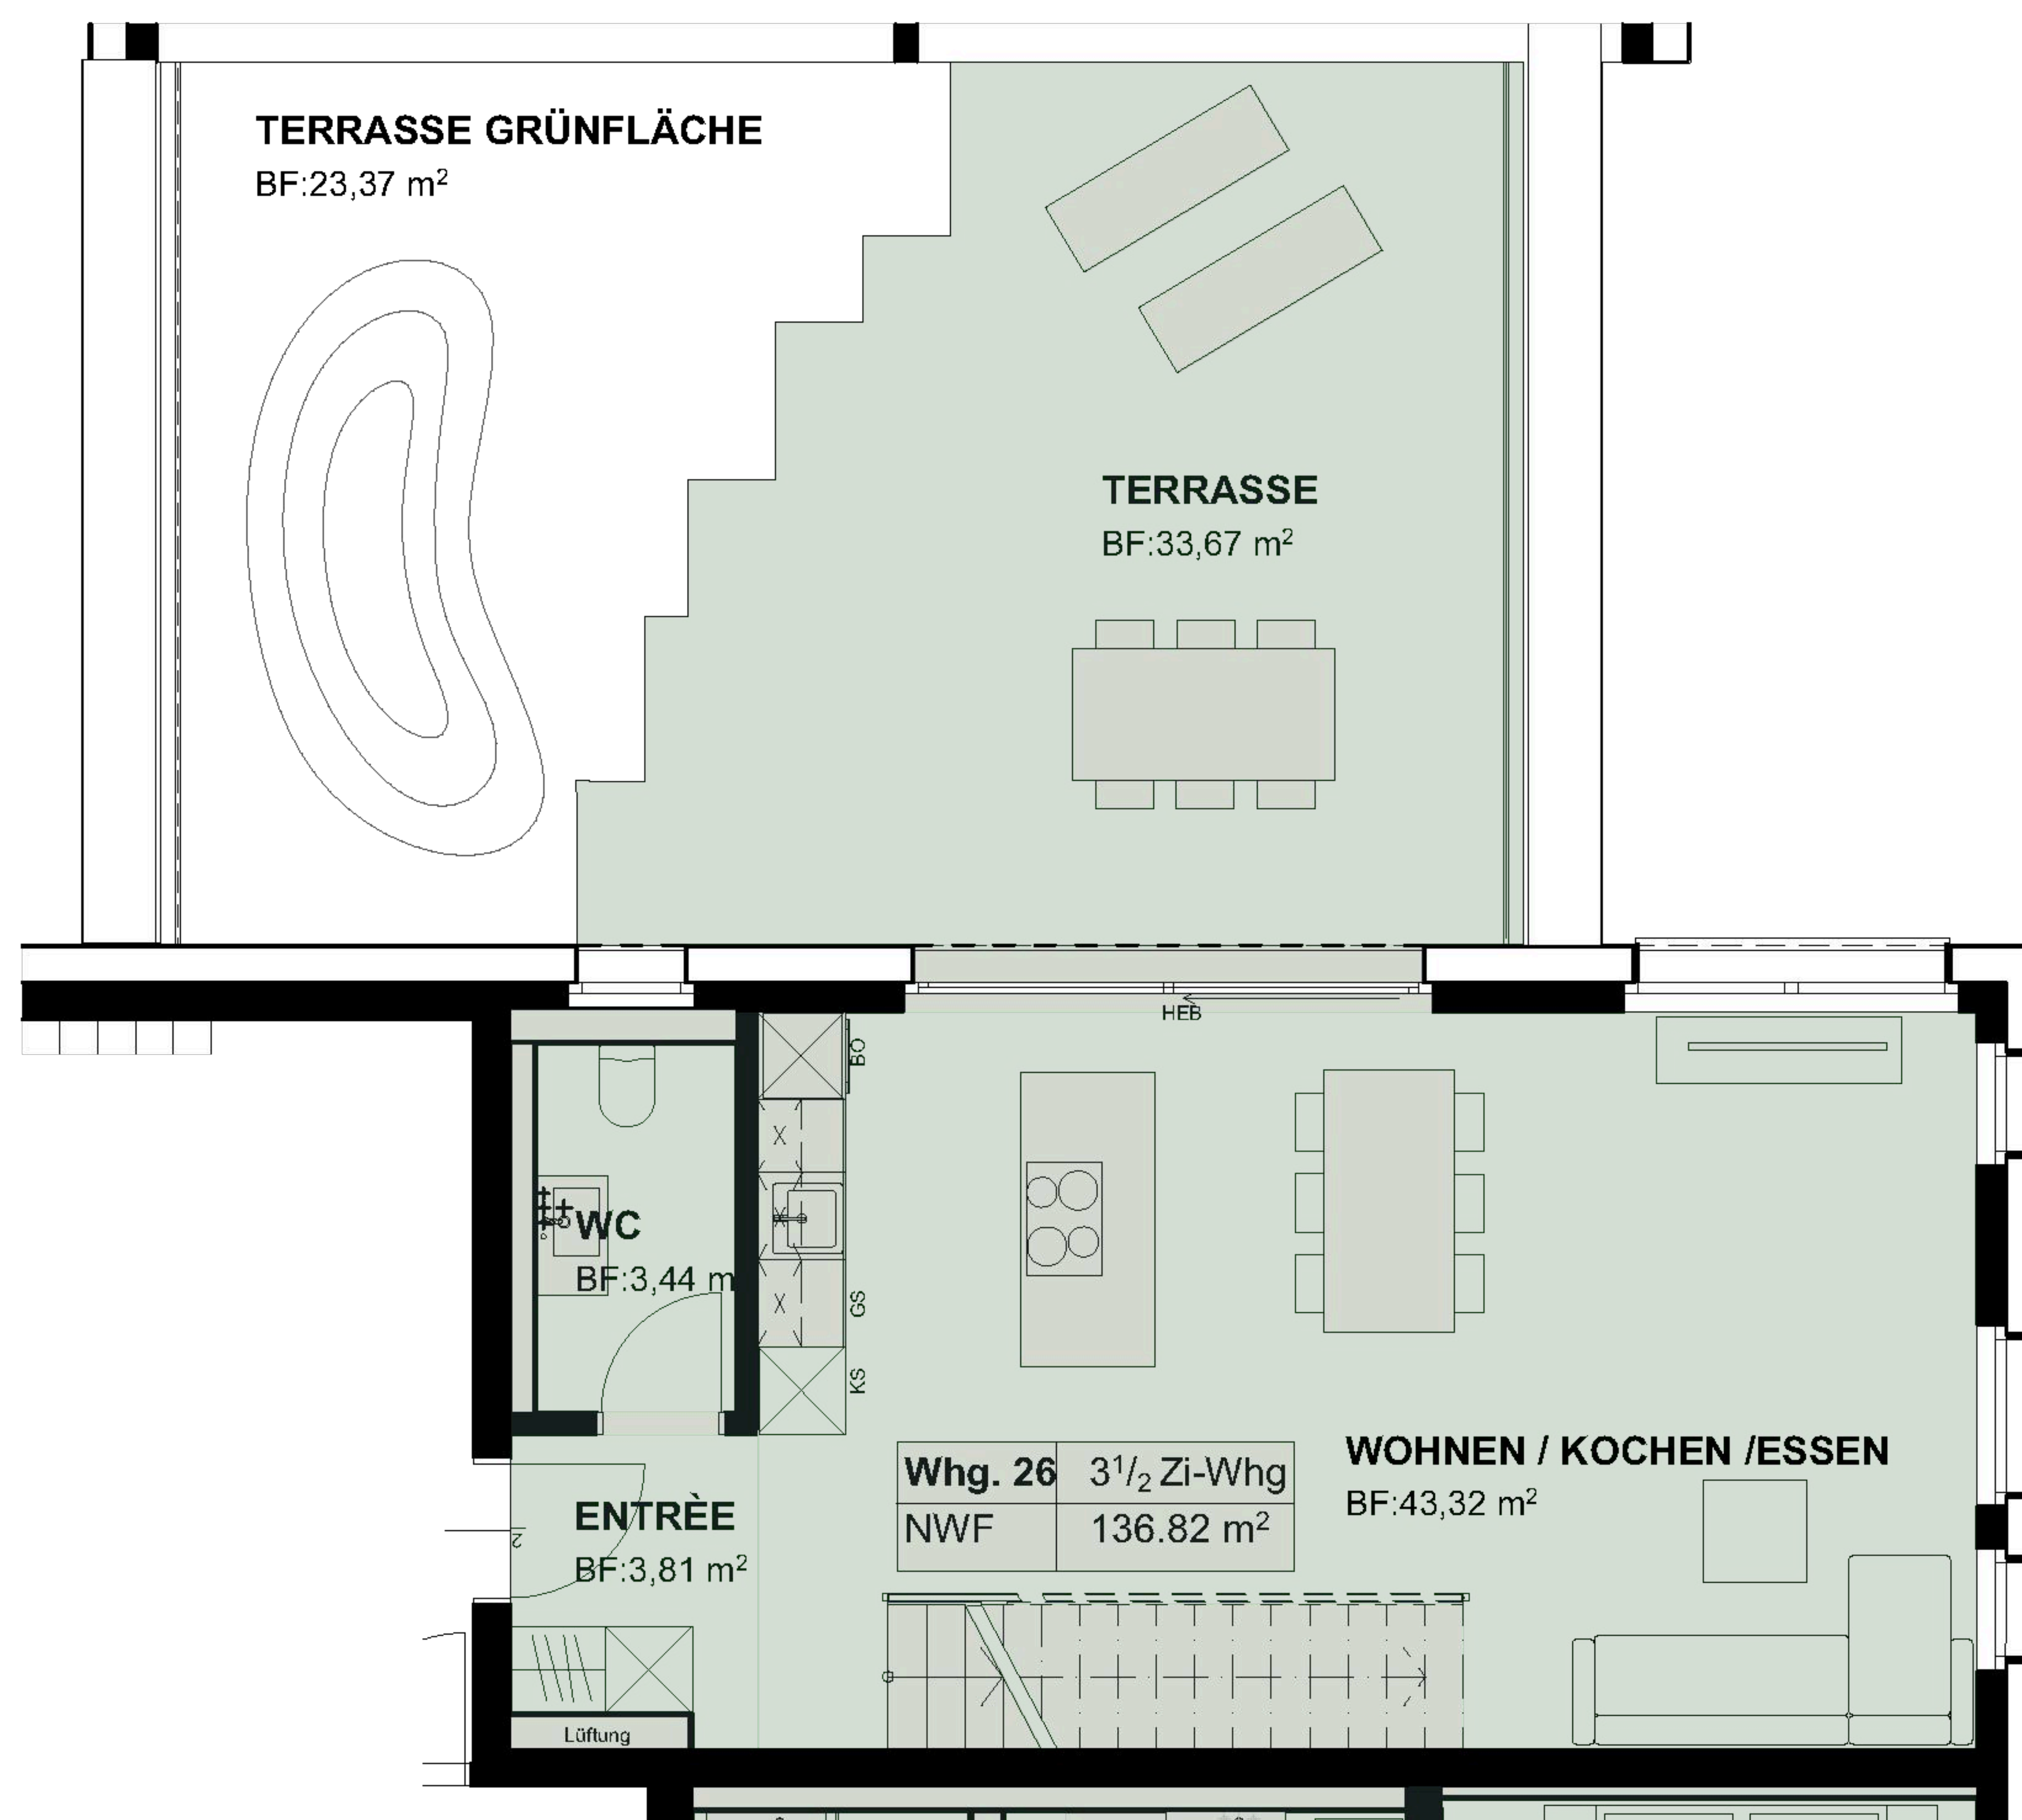 TERRASSE GRÜNFLÄCHE
BF:23,37 m²
TERRASSE
BF:33,67 m²
HEB
BO
WC
BF:3,44 m
GS
KS
WOHNEN / KOCHEN /ESSEN
BF:43,32 m²
Whg. 26 3¹/₂ Zi-Whg
NWF 136.82 m²
ENTRÈE
BF:3,81 m²
2
Lüftung